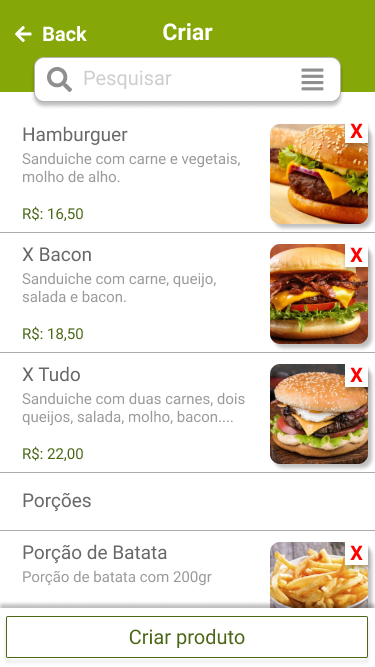 Back
Criar
Pesquisar
Hamburguer
X
Sanduiche com carne e vegetais,
molho de alho.
R$: 16,50
X Bacon
X
Sanduiche com carne, queijo,
salada e bacon.
R$: 18,50
X Tudo
X
Sanduiche com duas carnes, dois
queijos, salada, molho, bacon....
R$: 22,00
Porções
Porção de Batata
X
Porção de batata com 200gr
Criar produto